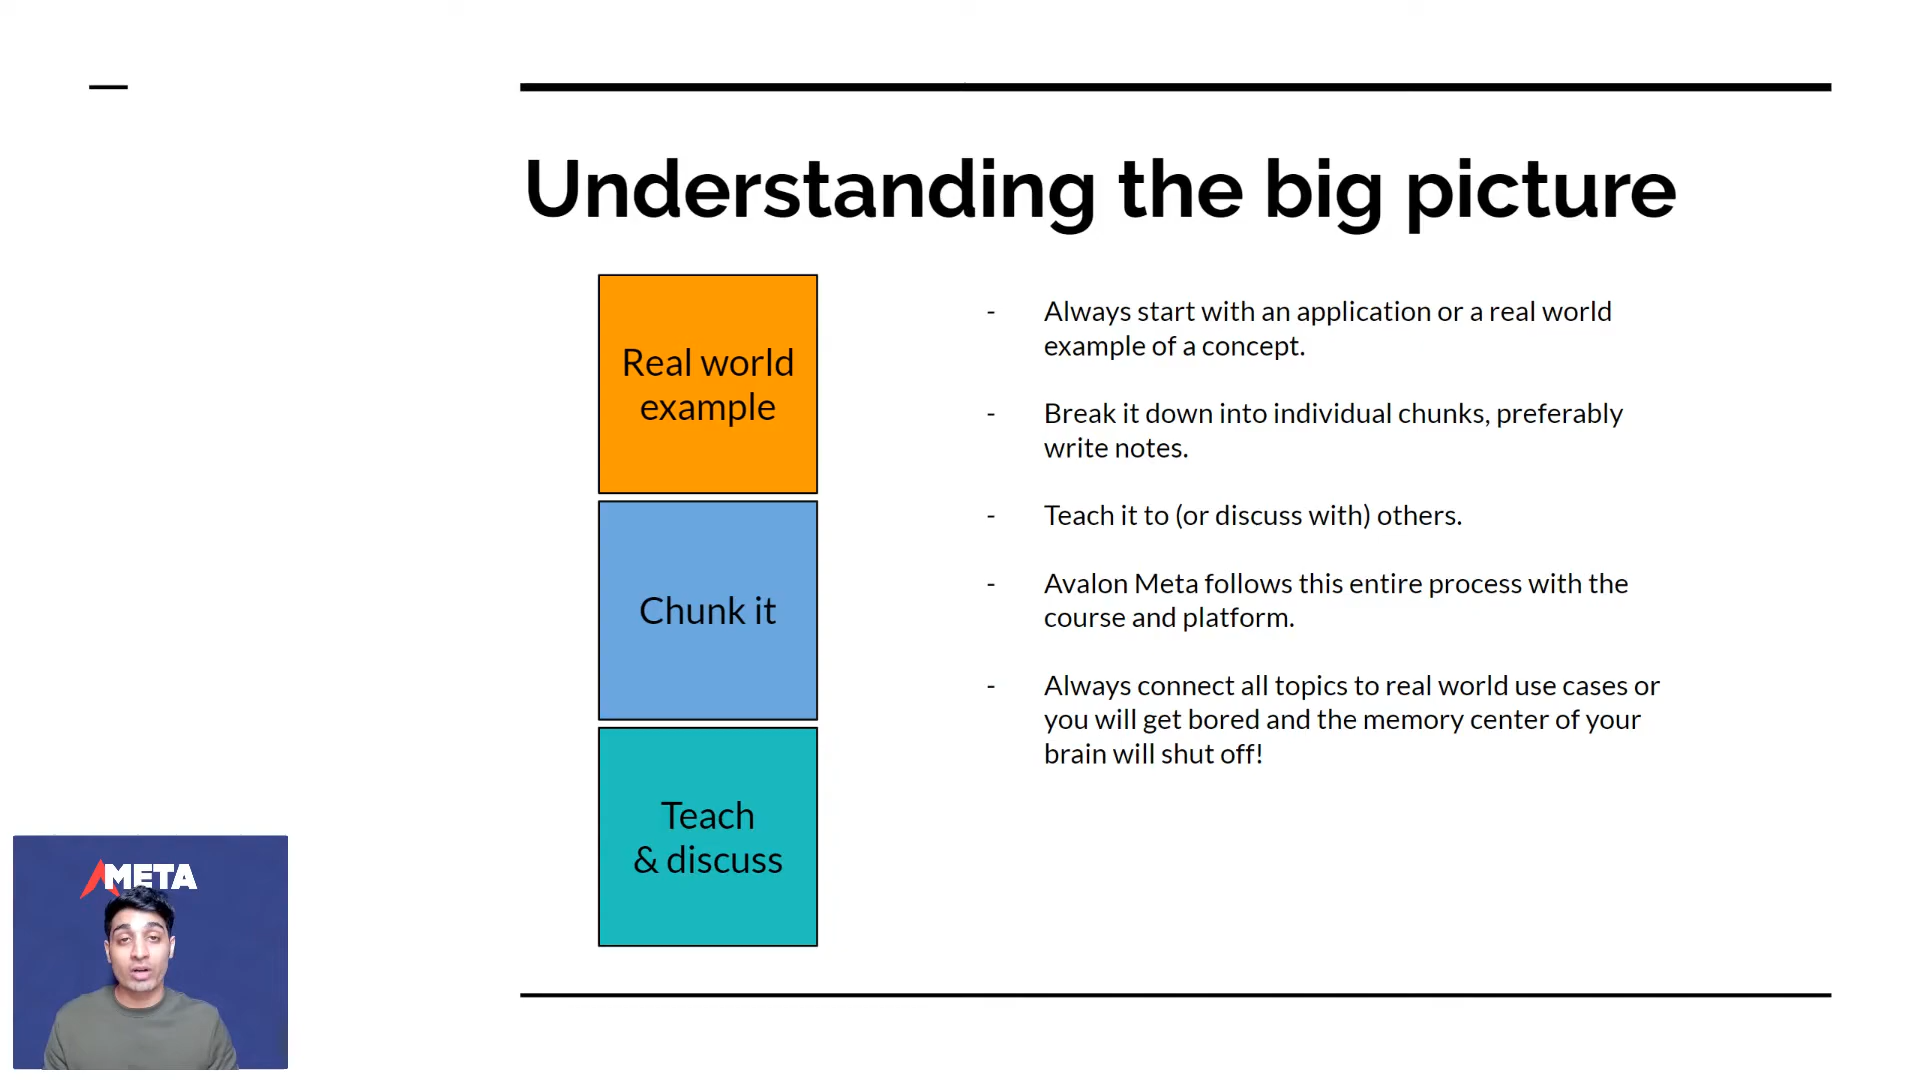 Understanding the big picture
Real world
example
Chunk it
Teach
& discuss
- Always start with an application or a real world
example of a concept.
- Break it down into individual chunks, preferably
write notes.
- Teach it to (or discuss with) others.
- Avalon Meta follows this entire process with the
course and platform.
- Always connect all topics to real world use cases or
you will get bored and the memory center of your
brain will shut off!
META